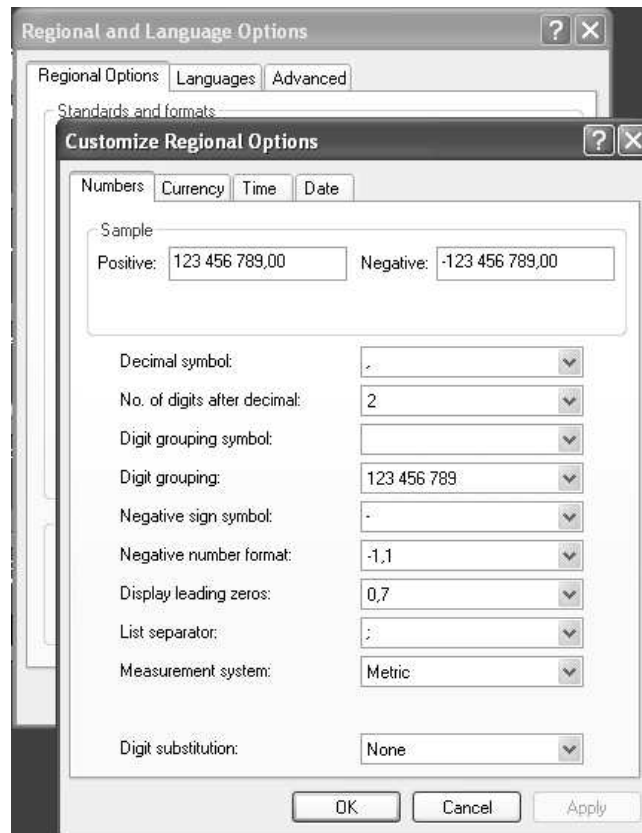 Regional and Language Options
Regional Options Languages Advanced
Standards and formats
Customize Regional Options
Numbers Currency Time Date
Sample
Positive: 123 456 789,00 Negative: -123 456 789,00
Decimal symbol: ,
No. of digits after decimal: 2
Digit grouping symbol:
Digit grouping: 123 456 789
Negative sign symbol: -
Negative number format: -1,1
Display leading zeros: 0,7
List separator: ;
Measurement system: Metric
Digit substitution: None
OK Cancel Apply